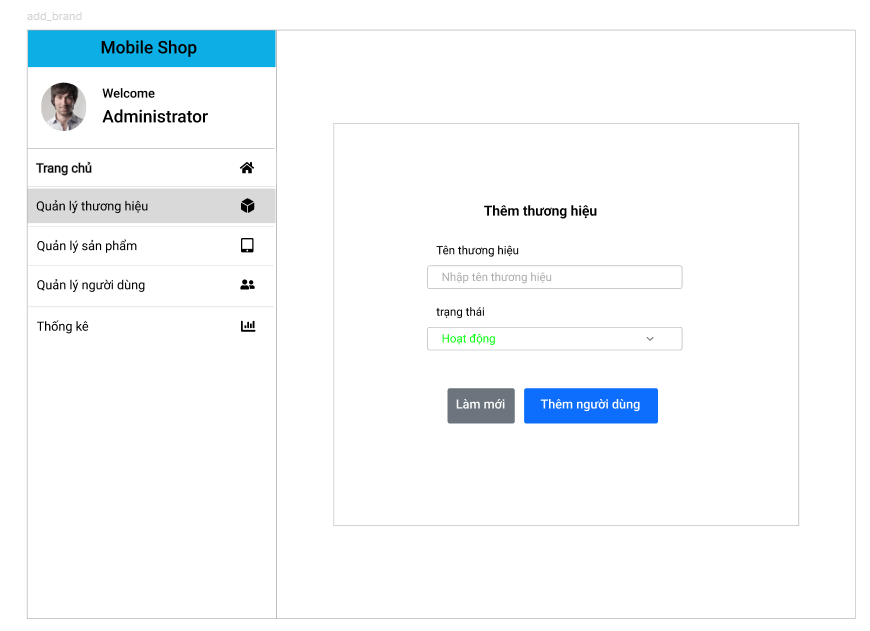 add_brand
Mobile Shop
Welcome
Administrator
Trang chủ
Quản lý thương hiệu
Quản lý sản phẩm
Quản lý người dùng
Thống kê
Thêm thương hiệu
Tên thương hiệu
Nhập tên thương hiệu
trạng thái
Hoạt động
Làm mới
Thêm người dùng